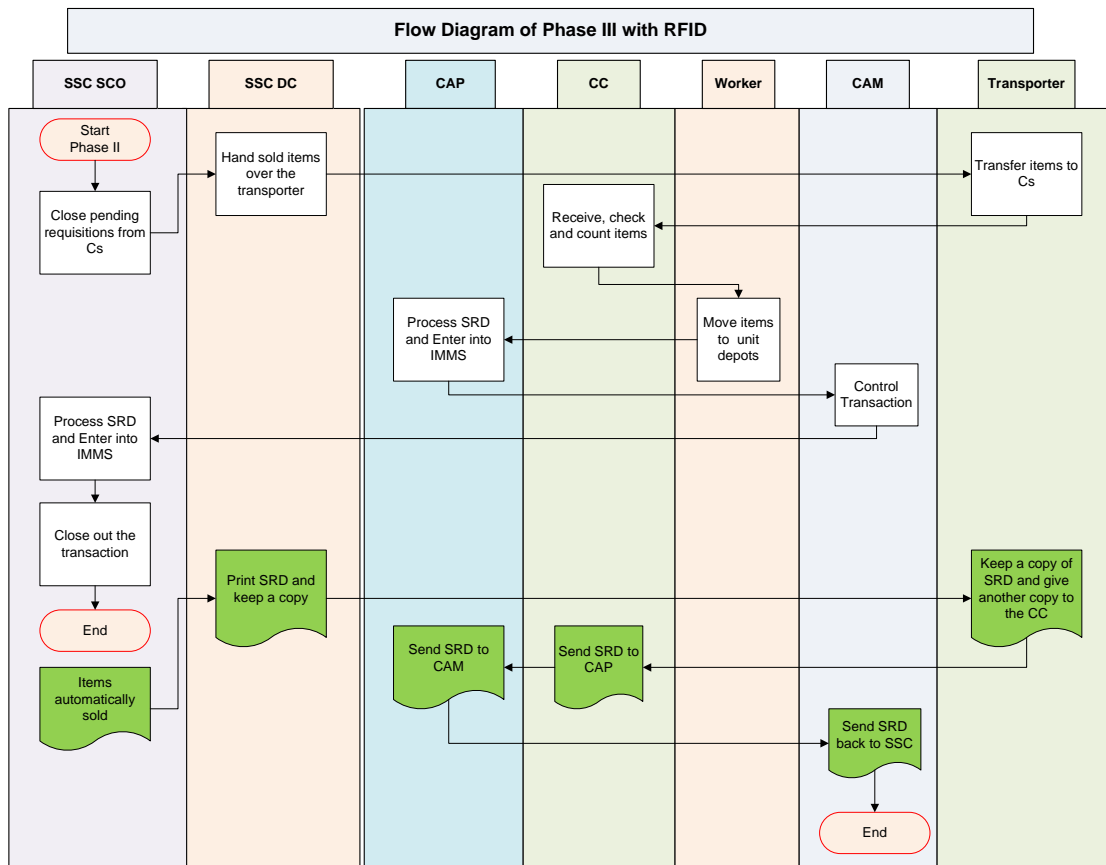 Flow Diagram of Phase III with RFID
SSC SCO
SSC DC
CAP
CC
Worker
CAM
Transporter
Start
Phase II
Hand sold items
over the
transporter
Transfer items to
Cs
Close pending
requisitions from
Cs
Receive, check
and count items
Process SRD
and Enter into
IMMS
Move items
to unit
depots
Control
Transaction
Process SRD
and Enter into
IMMS
Close out the
transaction
Print SRD and
keep a copy
Keep a copy of
SRD and give
another copy to
the CC
End
Send SRD to
CAM
Send SRD to
CAP
Items
automatically
sold
Send SRD
back to SSC
End